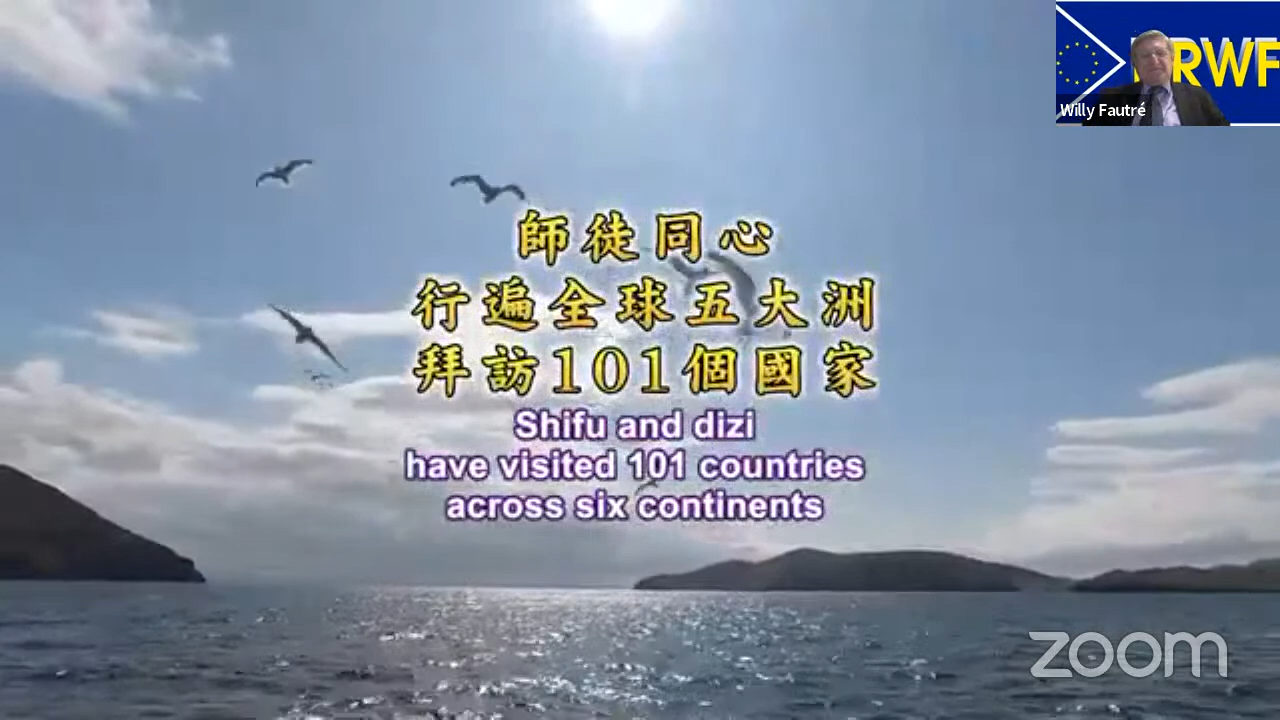 HRWF
Willy Fautré
師徒同心
行遍全球五大洲
拜訪101個國家
Shifu and dizi
have visited 101 countries
across six continents
zoom